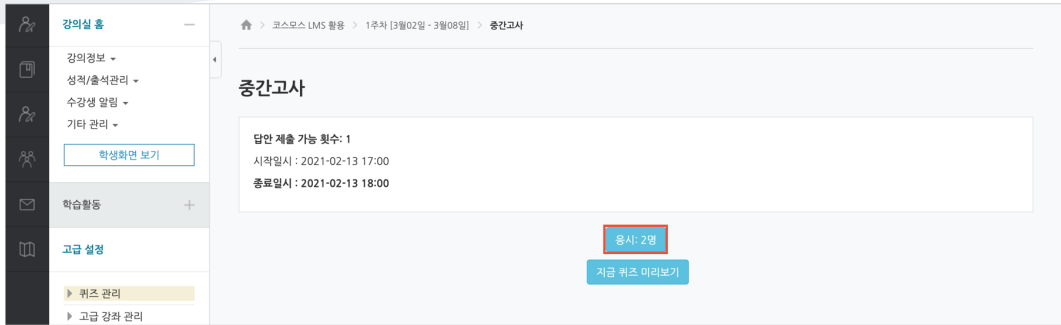 강의실 홈
강의정보
성적/출석관리
수강생 알림
기타 관리
학생화면 보기
학습활동
고급 설정
퀴즈 관리
고급 강좌 관리
코스모스 LMS 활용 > 1주차 [3월02일 - 3월08일] > 중간고사
중간고사
답안 제출 가능 횟수: 1
시작일시 : 2021-02-13 17:00
종료일시 : 2021-02-13 18:00
응시: 2명
지금 퀴즈 미리보기